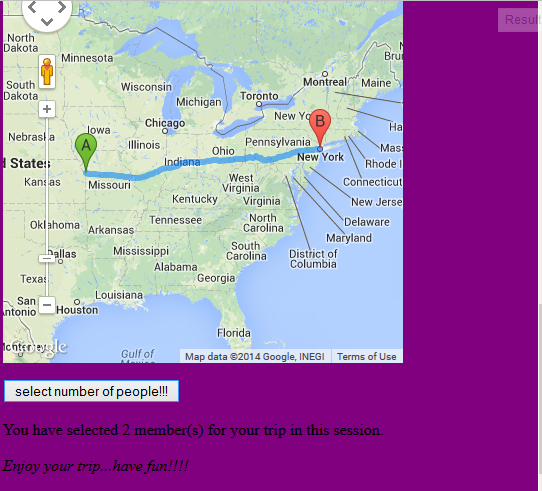 Result
North
Dakota
Minnesota
South
Dakota
Wisconsin
Michigan
Toronto
Montreal
Maine
New Yo
Ha
Nebraska
Iowa
Chicago
Illinois
Indiana
Ohio
Pennsylvania
New York
Mass
Rhode I
Connecticut
d States
A
B
Kansas
Missouri
West
Virginia
Kentucky
Virginia
New Jerse
Delaware
Maryland
District of
Columbia
Oklahoma
Arkansas
Tennessee
North
Carolina
South
Carolina
Dallas
Mississippi
Alabama
Georgia
Texas
San
Antonio
Houston
Louisiana
Florida
Monterrey
Gulf of
Mexico
Google
Map data ©2014 Google, INEGI
Terms of Use
select number of people!!!
You have selected 2 member(s) for your trip in this session.
Enjoy your trip...have fun!!!!